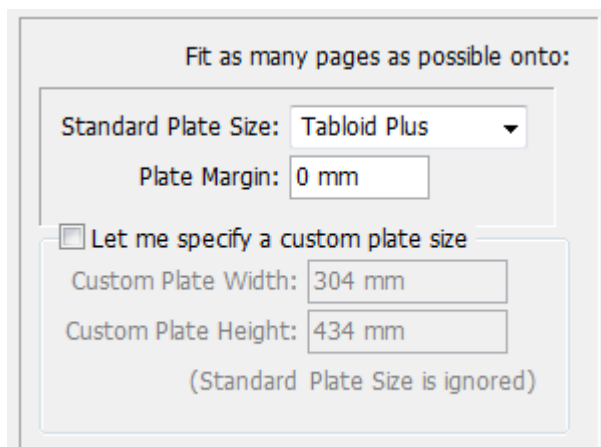 Fit as many pages as possible onto:
Standard Plate Size: Tabloid Plus
Plate Margin: 0 mm
Let me specify a custom plate size
Custom Plate Width: 304 mm
Custom Plate Height: 434 mm
(Standard Plate Size is ignored)